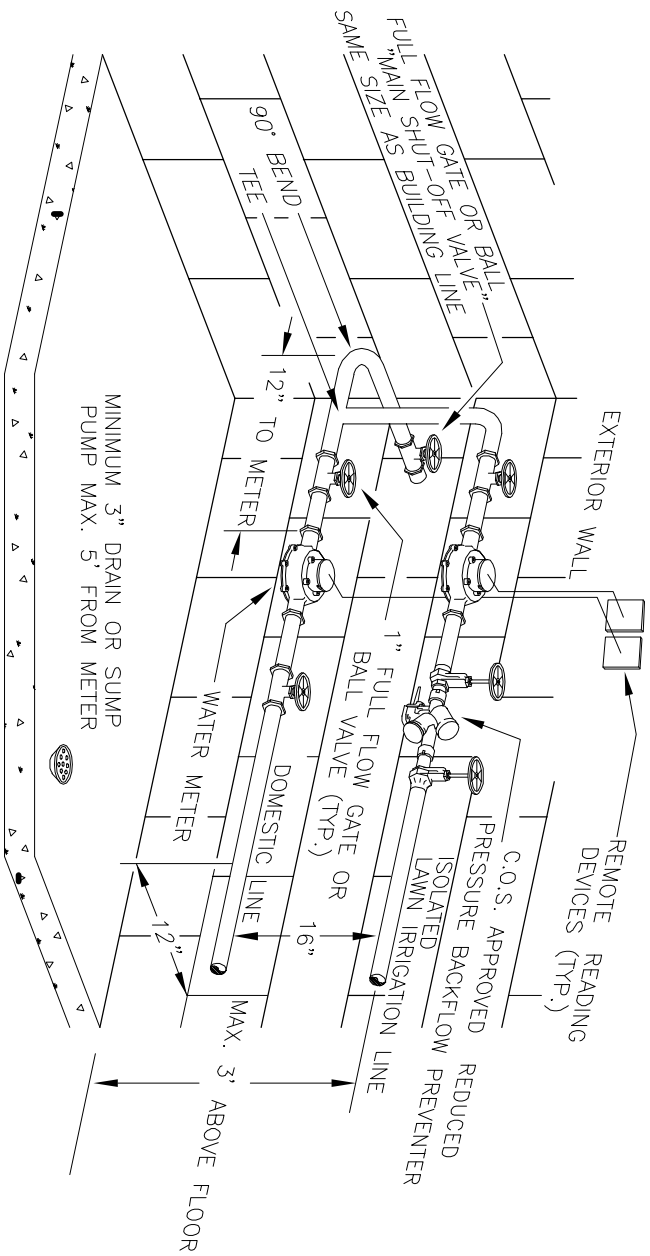 FULL FLOW GATE OR BALL
"MAIN SHUT-OFF VALVE"
SAME SIZE AS BUILDING LINE
90° BEND
TEE
EXTERIOR WALL
REMOTE READING
DEVICES (TYP.)
12" TO METER
1" FULL FLOW GATE OR
BALL VALVE (TYP.)
C.O.S. APPROVED REDUCED
PRESSURE BACKFLOW PREVENTER
ISOLATED
LAWN IRRIGATION LINE
WATER METER
DOMESTIC LINE
16"
12"
MAX. 3' ABOVE FLOOR
MINIMUM 3" DRAIN OR SUMP
PUMP MAX. 5' FROM METER